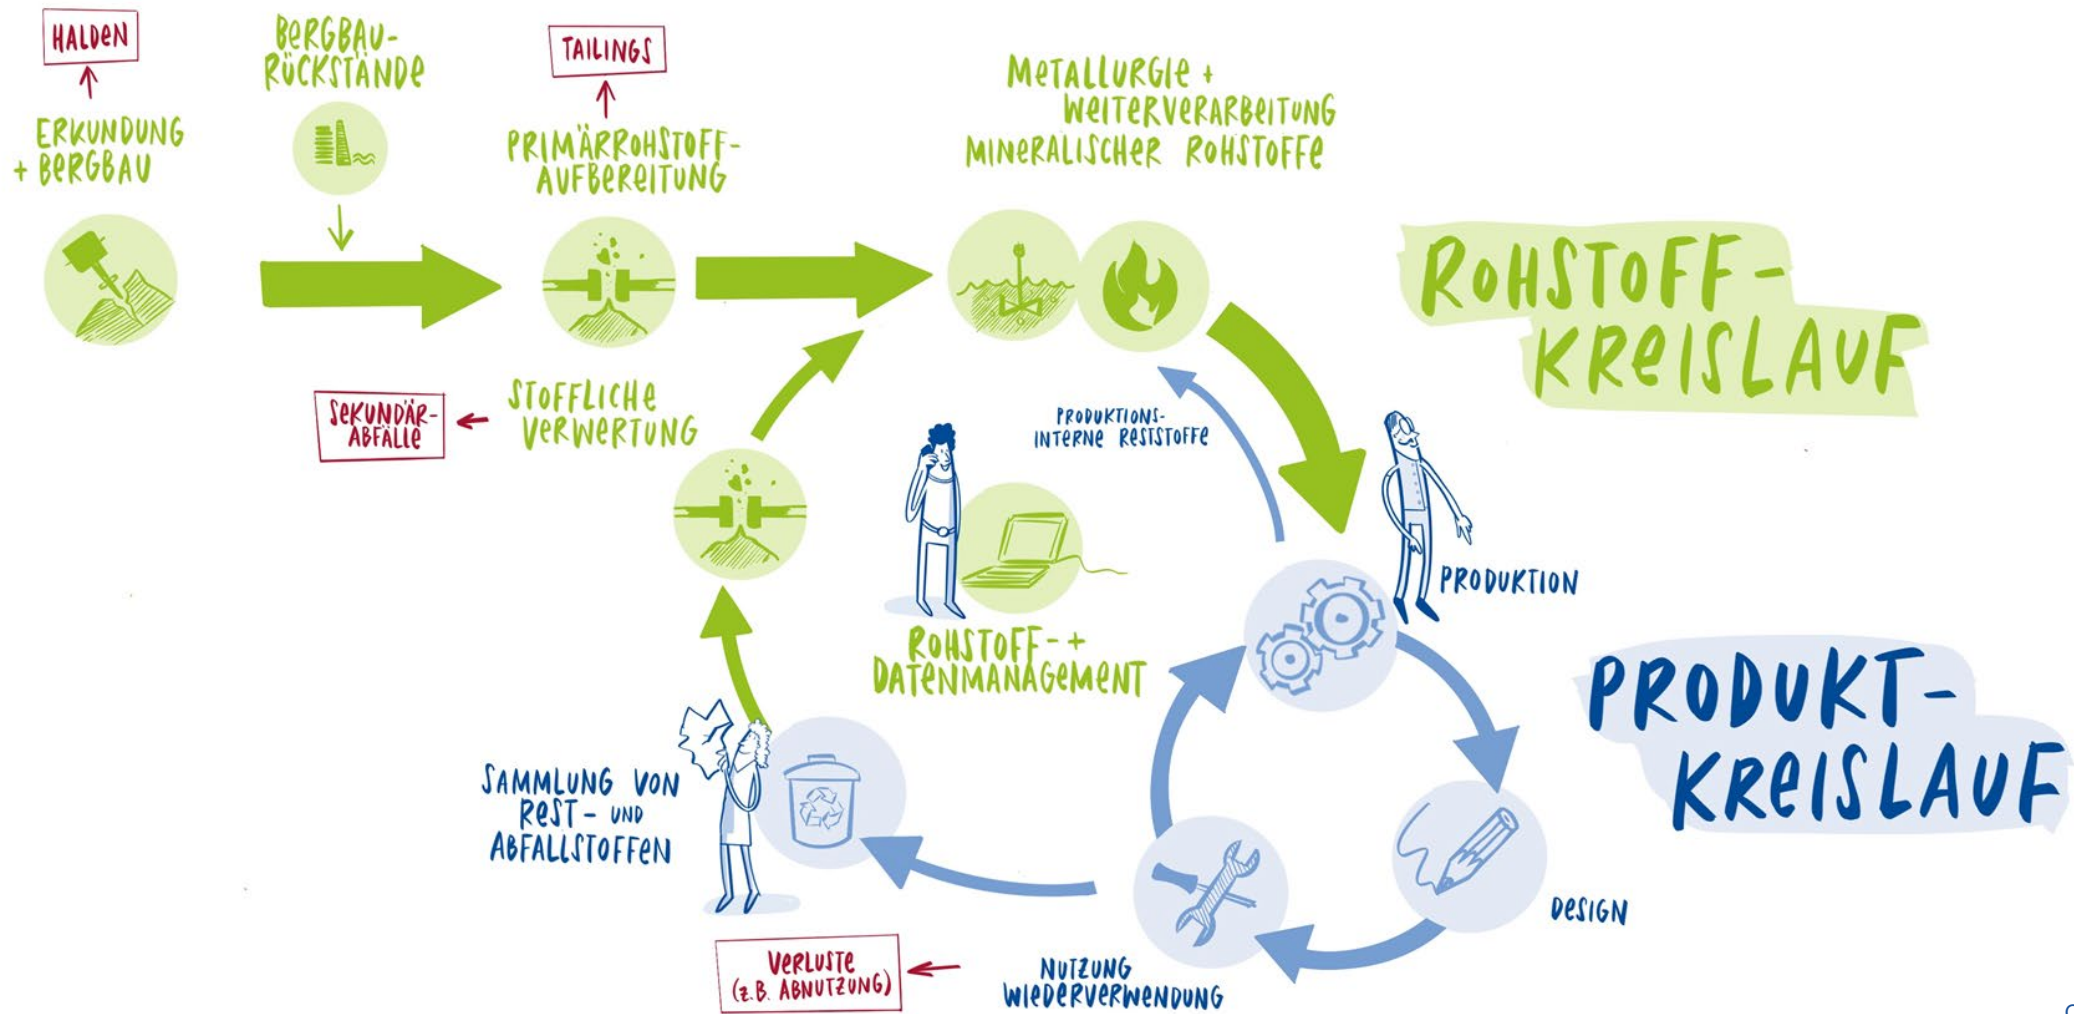 HALDEN
BERGBAU-
RÜCKSTÄNDE
TAILINGS
ERKUNDUNG
+ BERGBAU
PRIMÄRROHSTOFF-
AUFBEREITUNG
METALLURGIE +
WEITERVERARBEITUNG
MINERALISCHER ROHSTOFFE
ROHSTOFF-
KREISLAUF
SEKUNDÄR-
ABFÄLLE
STOFFLICHE
VERWERTUNG
PRODUKTIONS-
INTERNE RESTSTOFFE
PRODUKTION
ROHSTOFF- +
DATENMANAGEMENT
PRODUKT-
KREISLAUF
SAMMLUNG VON
REST- UND
ABFALLSTOFFEN
DESIGN
VERLUSTE
(Z.B. ABNUTZUNG)
NUTZUNG
WIEDERVERWENDUNG